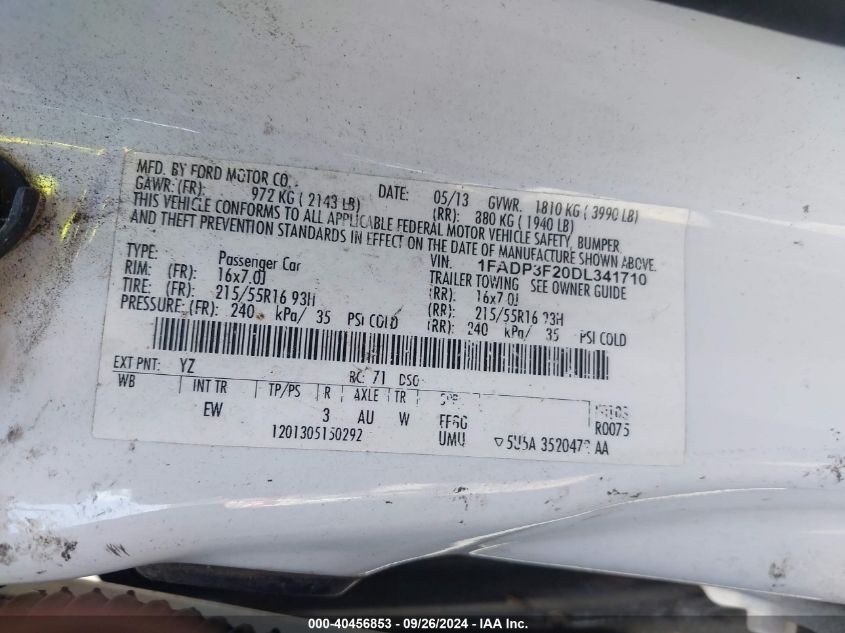 MFD. BY FORD MOTOR CO. DATE: 05/13 GVWR: 1810 KG ( 3990 LB)
GAWR: (FR): 972 KG ( 2143 LB) (RR): 380 KG ( 1940 LB)
THIS VEHICLE CONFORMS TO ALL APPLICABLE FEDERAL MOTOR VEHICLE SAFETY, BUMPER
AND THEFT PREVENTION STANDARDS IN EFFECT ON THE DATE OF MANUFACTURE SHOWN ABOVE.
VIN: 1FADP3F20DL341710
TYPE: Passenger Car TRAILER TOWING SEE OWNER GUIDE
RIM: (FR): 16x7.0J (RR): 16x7.0J
TIRE: (FR): 215/55R16 93H (RR): 215/55R16 93H
PRESSURE: (FR): 240 kPa/ 35 PSI COLD (RR): 240 kPa/ 35 PSI COLD
EXT PNT: YZ RC: 71 DSO:
WB INT TR TP/PS R AXLE TR
EW 3 AU W R0075
1201305150292 UMU 5U5A AA
000-40456853 - 09/26/2024 - IAA Inc.